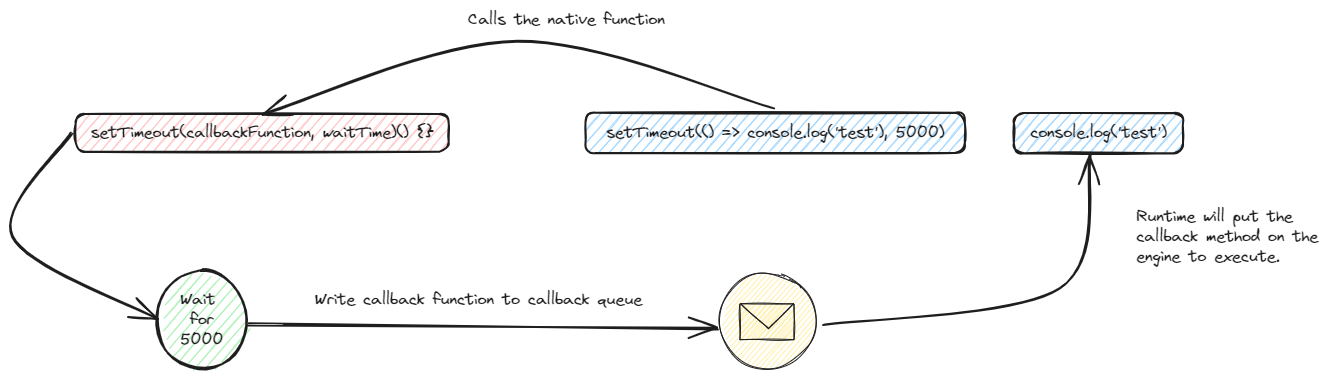 Calls the native function
setTimeout(callbackFunction, waitTime)() {}
setTimeout(() => console.log('test'), 5000)
console.log('test')
Runtime will put the
callback method on the
engine to execute.
Wait
for
5000
Write callback function to callback queue